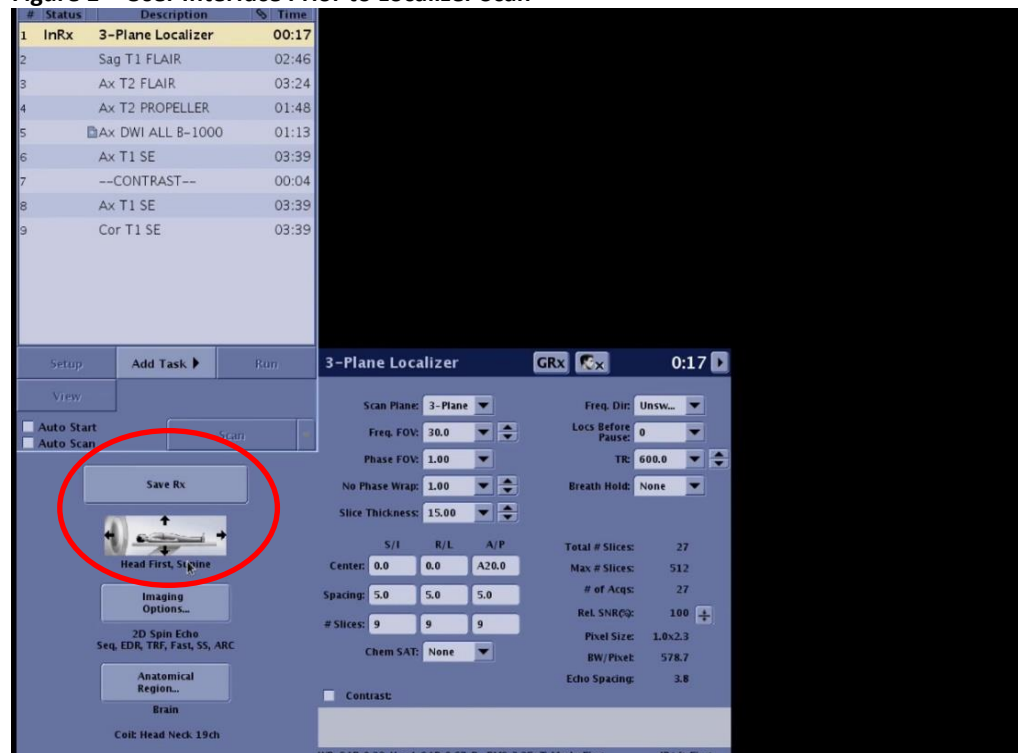 # Status Description Time
1 InRx 3-Plane Localizer 00:17
2 Sag T1 FLAIR 02:46
3 Ax T2 FLAIR 03:24
4 Ax T2 PROPELLER 01:48
5 Ax DWI ALL B-1000 01:13
6 Ax T1 SE 03:39
7 --CONTRAST-- 00:04
8 Ax T1 SE 03:39
9 Cor T1 SE 03:39
Setup Add Task Run
View
Auto Start
Auto Scan
Scan
Save Rx
Head First, Supine
Imaging
Options...
2D Spin Echo
Seq, EDR, TRF, Fast, SS, ARC
Anatomical
Region...
Brain
Coil: Head Neck 19ch
3-Plane Localizer GRx x 0:17
Scan Plane: 3-Plane Freq. Dir: Unsw...
Freq. FOV: 30.0 Locs Before Pause: 0
Phase FOV: 1.00 TR: 600.0
No Phase Wrap: 1.00 Breath Hold: None
Slice Thickness: 15.00
S/I R/L A/P
Center: 0.0 0.0 A20.0
Spacing: 5.0 5.0 5.0
# Slices: 9 9 9
Chem SAT: None
Contrast:
Total # Slices: 27
Max # Slices: 512
# of Acqs: 27
Rel. SNR(%): 100
Pixel Size: 1.0x2.3
BW/Pixel: 578.7
Echo Spacing: 3.8